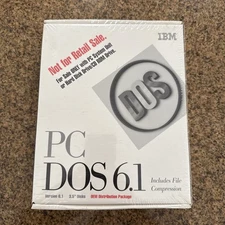 IBM
Not for Retail Sale.
For Sale ONLY with PC System Unit
or Hard Disk Drive/CD ROM Drive.
DOS
PC
DOS 6.1
Includes File
Compression
Version 6.1 3.5" Disks OEM Distribution Package